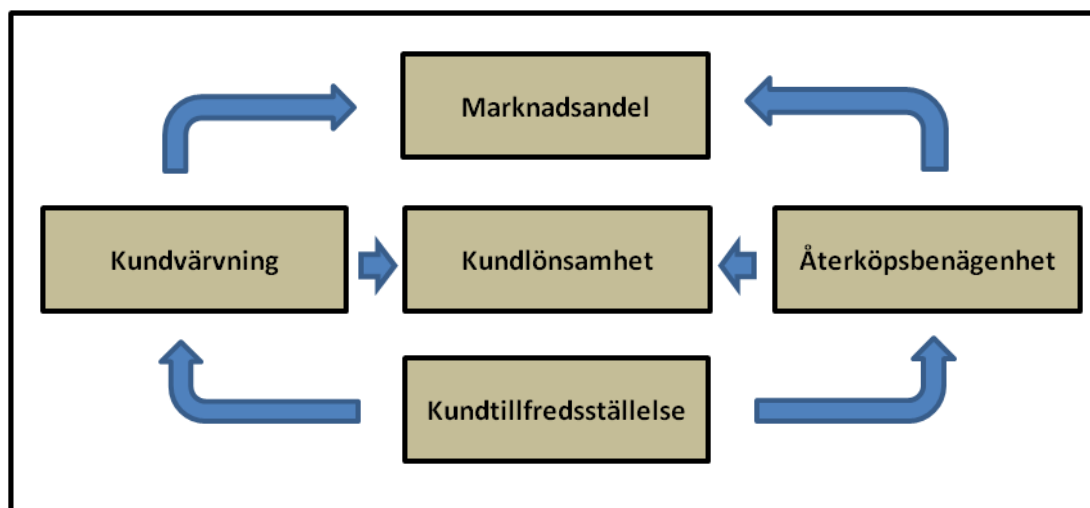 Marknadsandel
Kundvärvning
Kundlönsamhet
Återköpsbenägenhet
Kundtillfredsställelse